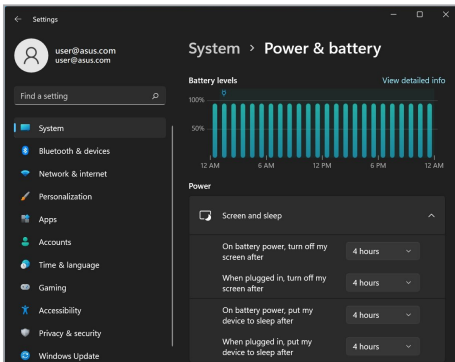 Settings
user@asus.com
user@asus.com
Find a setting
System
Bluetooth & devices
Network & internet
Personalization
Apps
Accounts
Time & language
Gaming
Accessibility
Privacy & security
Windows Update
System > Power & battery
Battery levels
View detailed info
100%
50%
12 AM 6 AM 12 PM 6 PM 12 AM
Power
Screen and sleep
On battery power, turn off my
screen after
4 hours
When plugged in, turn off my
screen after
4 hours
On battery power, put my
device to sleep after
4 hours
When plugged in, put my
device to sleep after
4 hours